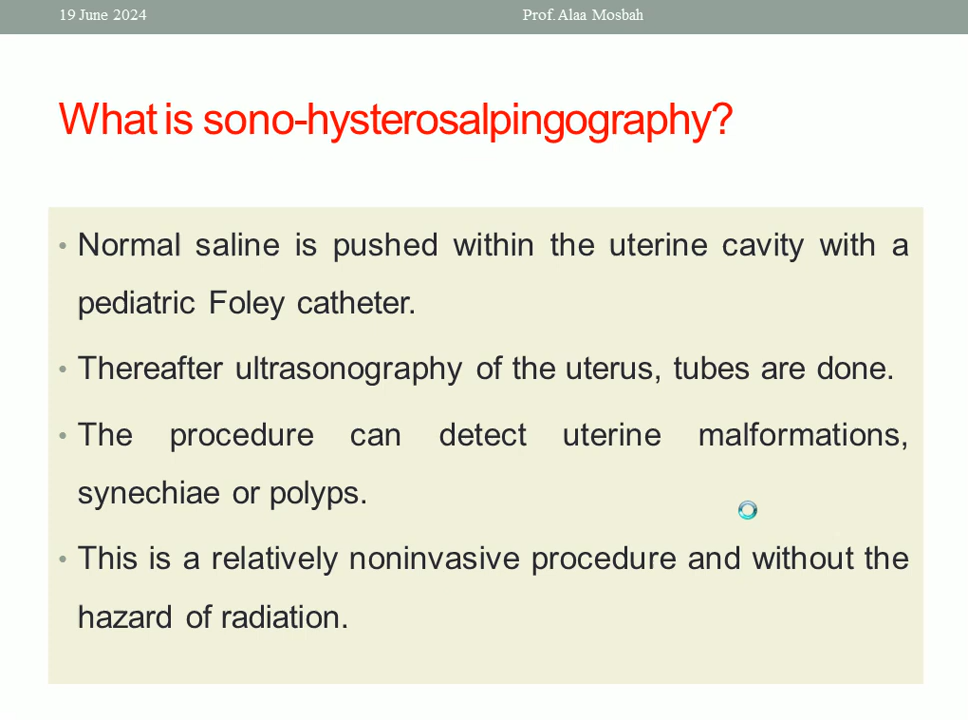 19 June 2024 Prof. Alaa Mosbah
What is sono-hysterosalpingography?
• Normal saline is pushed within the uterine cavity with a
pediatric Foley catheter.
• Thereafter ultrasonography of the uterus, tubes are done.
• The procedure can detect uterine malformations,
synechiae or polyps.
• This is a relatively noninvasive procedure and without the
hazard of radiation.